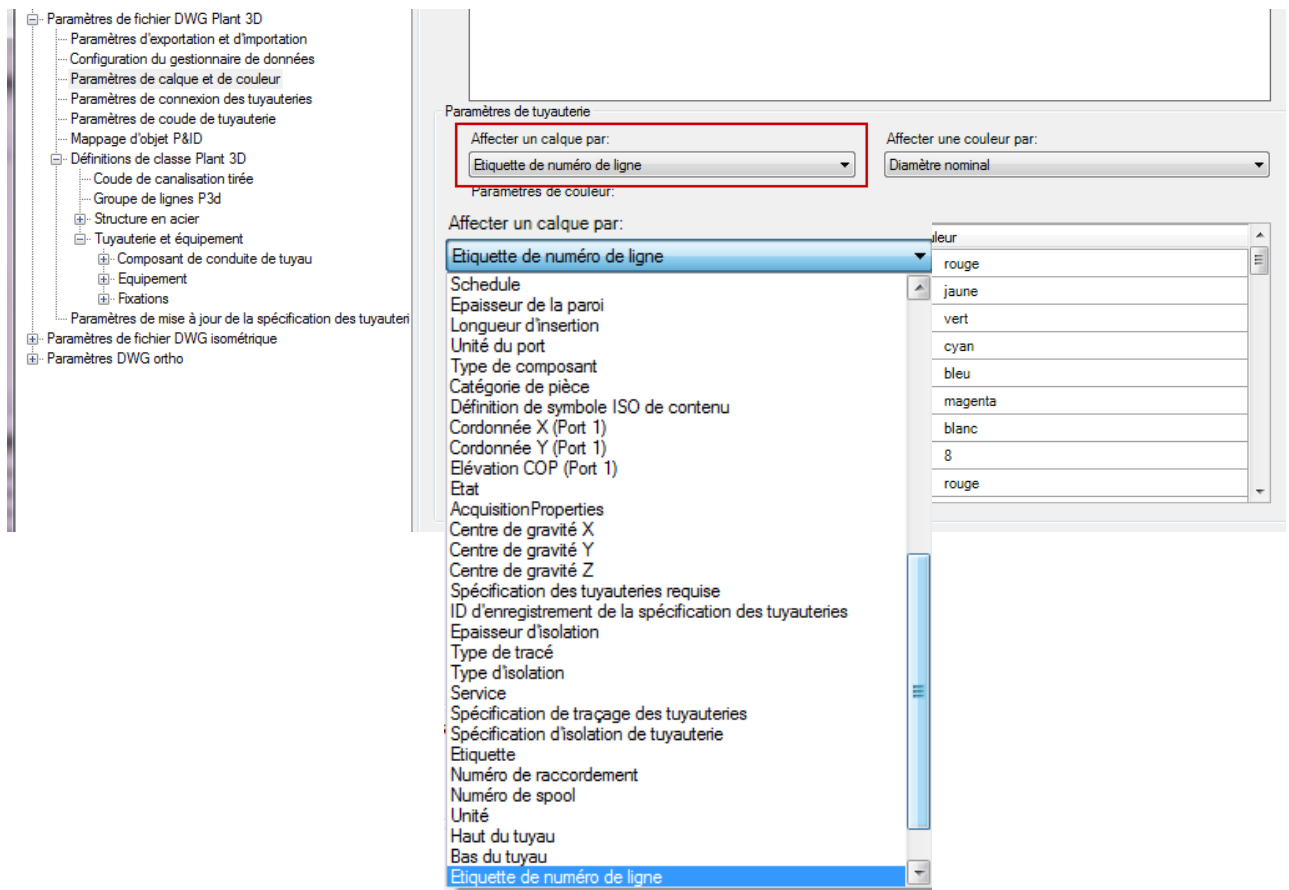 Paramètres de fichier DWG Plant 3D
Paramètres d'exportation et d'importation
Configuration du gestionnaire de données
Paramètres de calque et de couleur
Paramètres de connexion des tuyauteries
Paramètres de coude de tuyauterie
Mappage d'objet P&ID
Définitions de classe Plant 3D
Coude de canalisation tirée
Groupe de lignes P3d
Structure en acier
Tuyauterie et équipement
Composant de conduite de tuyau
Equipement
Fixations
Paramètres de mise à jour de la spécification des tuyauteri
Paramètres de fichier DWG isométrique
Paramètres DWG ortho
Paramètres de tuyauterie
Affecter un calque par:
Etiquette de numéro de ligne
Affecter une couleur par:
Diamètre nominal
Paramètres de couleur:
Affecter un calque par:
Etiquette de numéro de ligne
Schedule
Epaisseur de la paroi
Longueur d'insertion
Unité du port
Type de composant
Catégorie de pièce
Définition de symbole ISO de contenu
Cordonnée X (Port 1)
Cordonnée Y (Port 1)
Elévation COP (Port 1)
Etat
AcquisitionProperties
Centre de gravité X
Centre de gravité Y
Centre de gravité Z
Spécification des tuyauteries requise
ID d'enregistrement de la spécification des tuyauteries
Epaisseur d'isolation
Type de tracé
Type d'isolation
Service
Spécification de traçage des tuyauteries
Spécification d'isolation de tuyauterie
Etiquette
Numéro de raccordement
Numéro de spool
Unité
Haut du tuyau
Bas du tuyau
Etiquette de numéro de ligne
uleur
rouge
jaune
vert
cyan
bleu
magenta
blanc
8
rouge